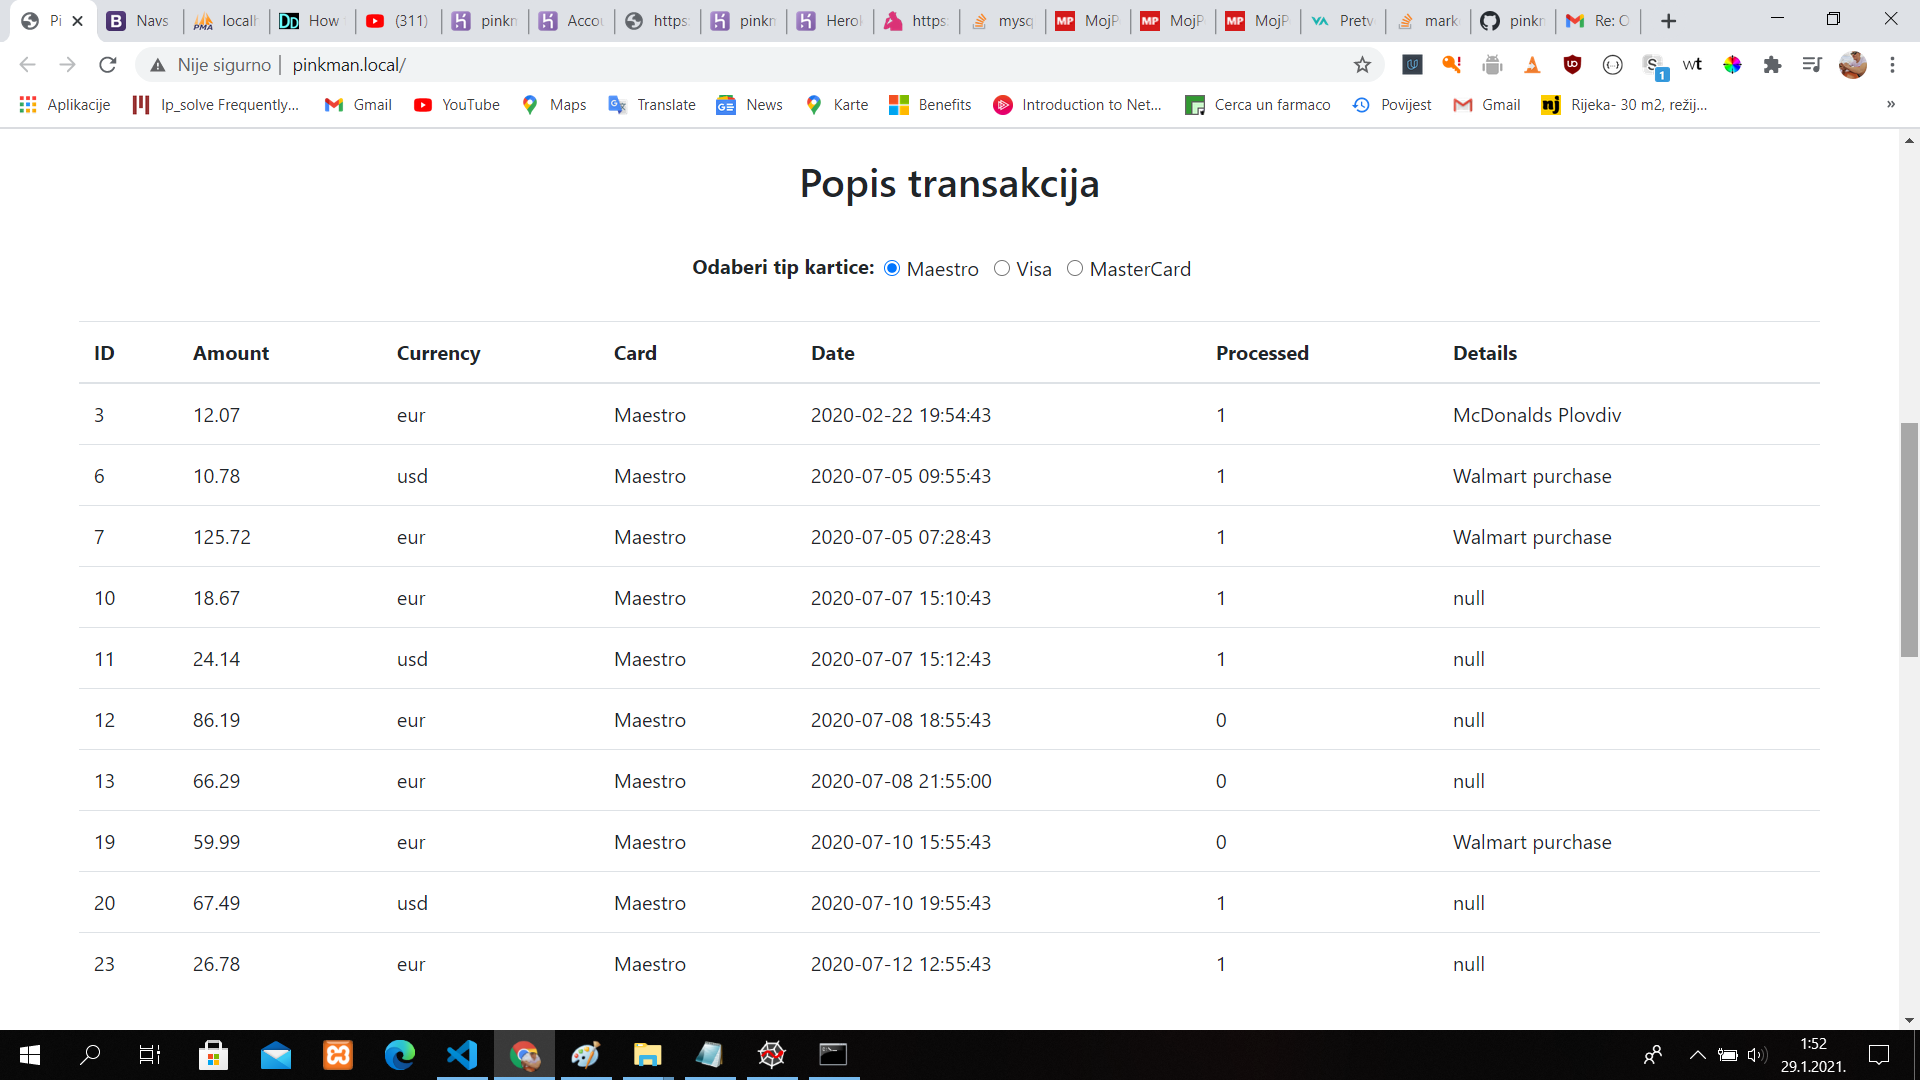 Pi
Navs
localh
How
(311)
pinkn
Accou
https:
pinkn
Herok
https:
mysq
MojP
MojP
MojP
Pretv
mark
pinkn
Re: O
Nije sigurno | pinkman.local/
Aplikacije
lp_solve Frequently...
Gmail
YouTube
Maps
Translate
News
Karte
Benefits
Introduction to Net...
Cerca un farmaco
Povijest
Gmail
Rijeka- 30 m2, režij...
»
Popis transakcija
Odaberi tip kartice: Maestro Visa MasterCard
ID Amount Currency Card Date Processed Details
3 12.07 eur Maestro 2020-02-22 19:54:43 1 McDonalds Plovdiv
6 10.78 usd Maestro 2020-07-05 09:55:43 1 Walmart purchase
7 125.72 eur Maestro 2020-07-05 07:28:43 1 Walmart purchase
10 18.67 eur Maestro 2020-07-07 15:10:43 1 null
11 24.14 usd Maestro 2020-07-07 15:12:43 1 null
12 86.19 eur Maestro 2020-07-08 18:55:43 0 null
13 66.29 eur Maestro 2020-07-08 21:55:00 0 null
19 59.99 eur Maestro 2020-07-10 15:55:43 0 Walmart purchase
20 67.49 usd Maestro 2020-07-10 19:55:43 1 null
23 26.78 eur Maestro 2020-07-12 12:55:43 1 null
1:52
29.1.2021.